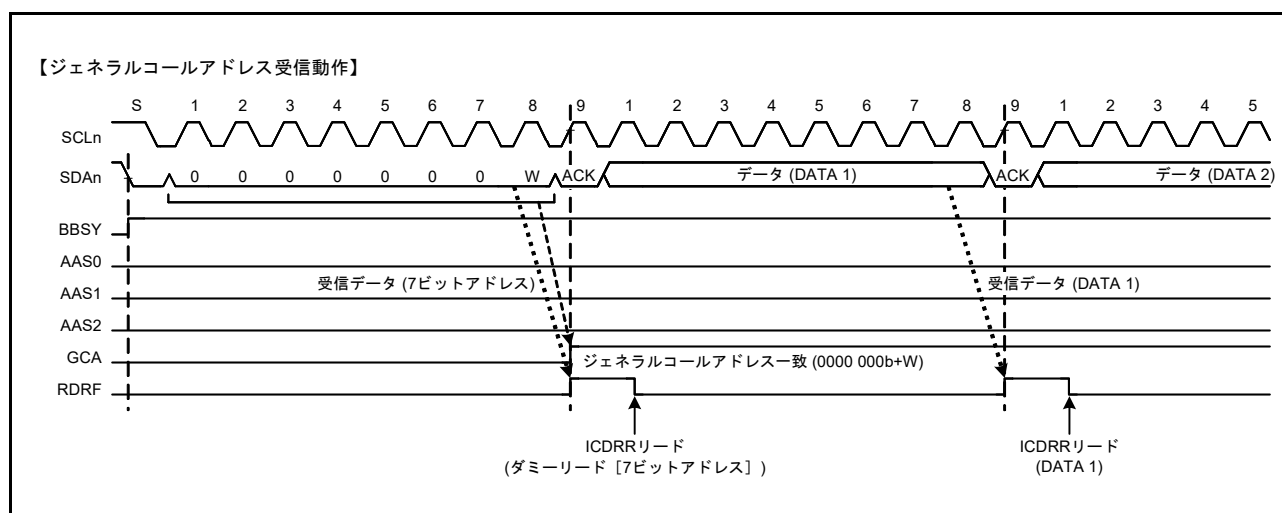 【ジェネラルコールアドレス受信動作】
S 1 2 3 4 5 6 7 8 9 1 2 3 4 5 6 7 8 9 1 2 3 4 5
SCLn
SDAn 0 0 0 0 0 0 0 W ACK データ (DATA 1) ACK データ (DATA 2)
BBSY
AAS0
受信データ (7ビットアドレス) 受信データ (DATA 1)
AAS1
AAS2
GCA ジェネラルコールアドレス一致 (0000 000b+W)
RDRF
ICDRRリード
(ダミーリード [7ビットアドレス] )
ICDRRリード
(DATA 1)